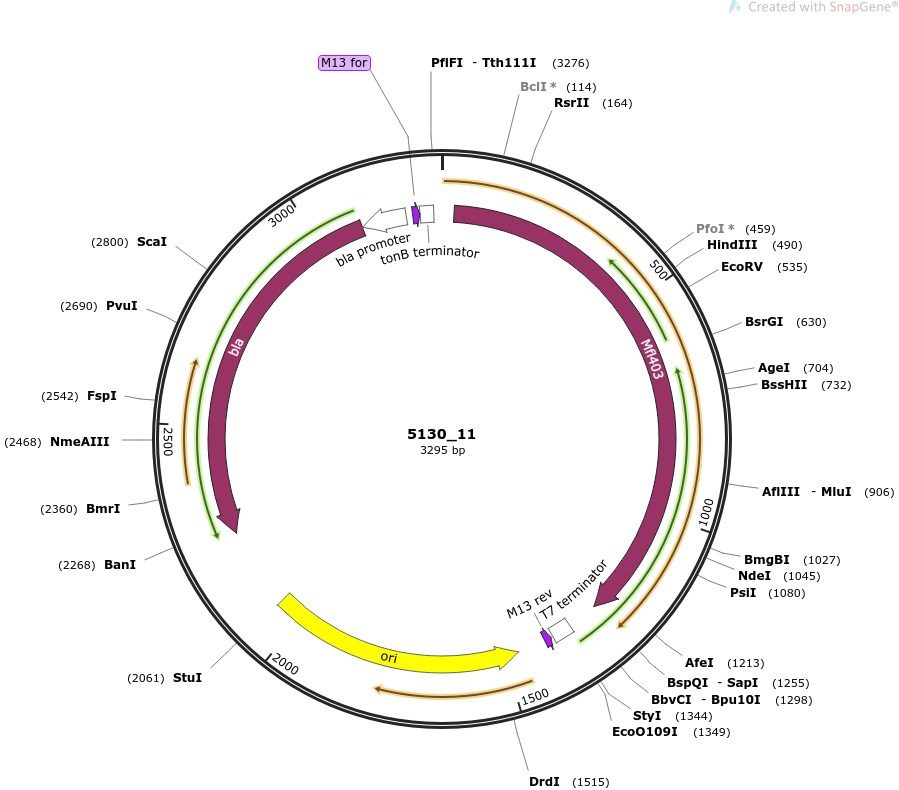 Created with SnapGene®
M13 for
PflFI - Tth111I (3276)
BclI * (114)
RsrII (164)
3000
bla promoter
tonB terminator
PfoI * (459)
HindIII (490)
EcoRV (535)
500
ScaI (2800)
(2690) PvuI
BsrGI (630)
bla
Mfl403
AgeI (704)
BssHII (732)
(2542) FspI
(2468) NmeAIII
2500
5130_11
3295 bp
AflIII - MluI (906)
(2360) BmrI
1000
(2268) BanI
BmgBI (1027)
NdeI (1045)
PsiI (1080)
M13 rev
T7 terminator
ori
2000
(2061) StuI
AfeI (1213)
BspQI - SapI (1255)
BbvCI - Bpu10I (1298)
1500
StyI (1344)
EcoO109I (1349)
DrdI (1515)